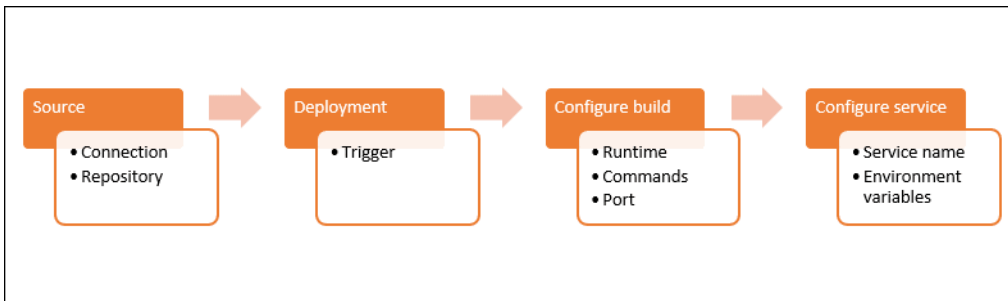 Source
• Connection
• Repository
Deployment
• Trigger
Configure build
• Runtime
• Commands
• Port
Configure service
• Service name
• Environment
variables